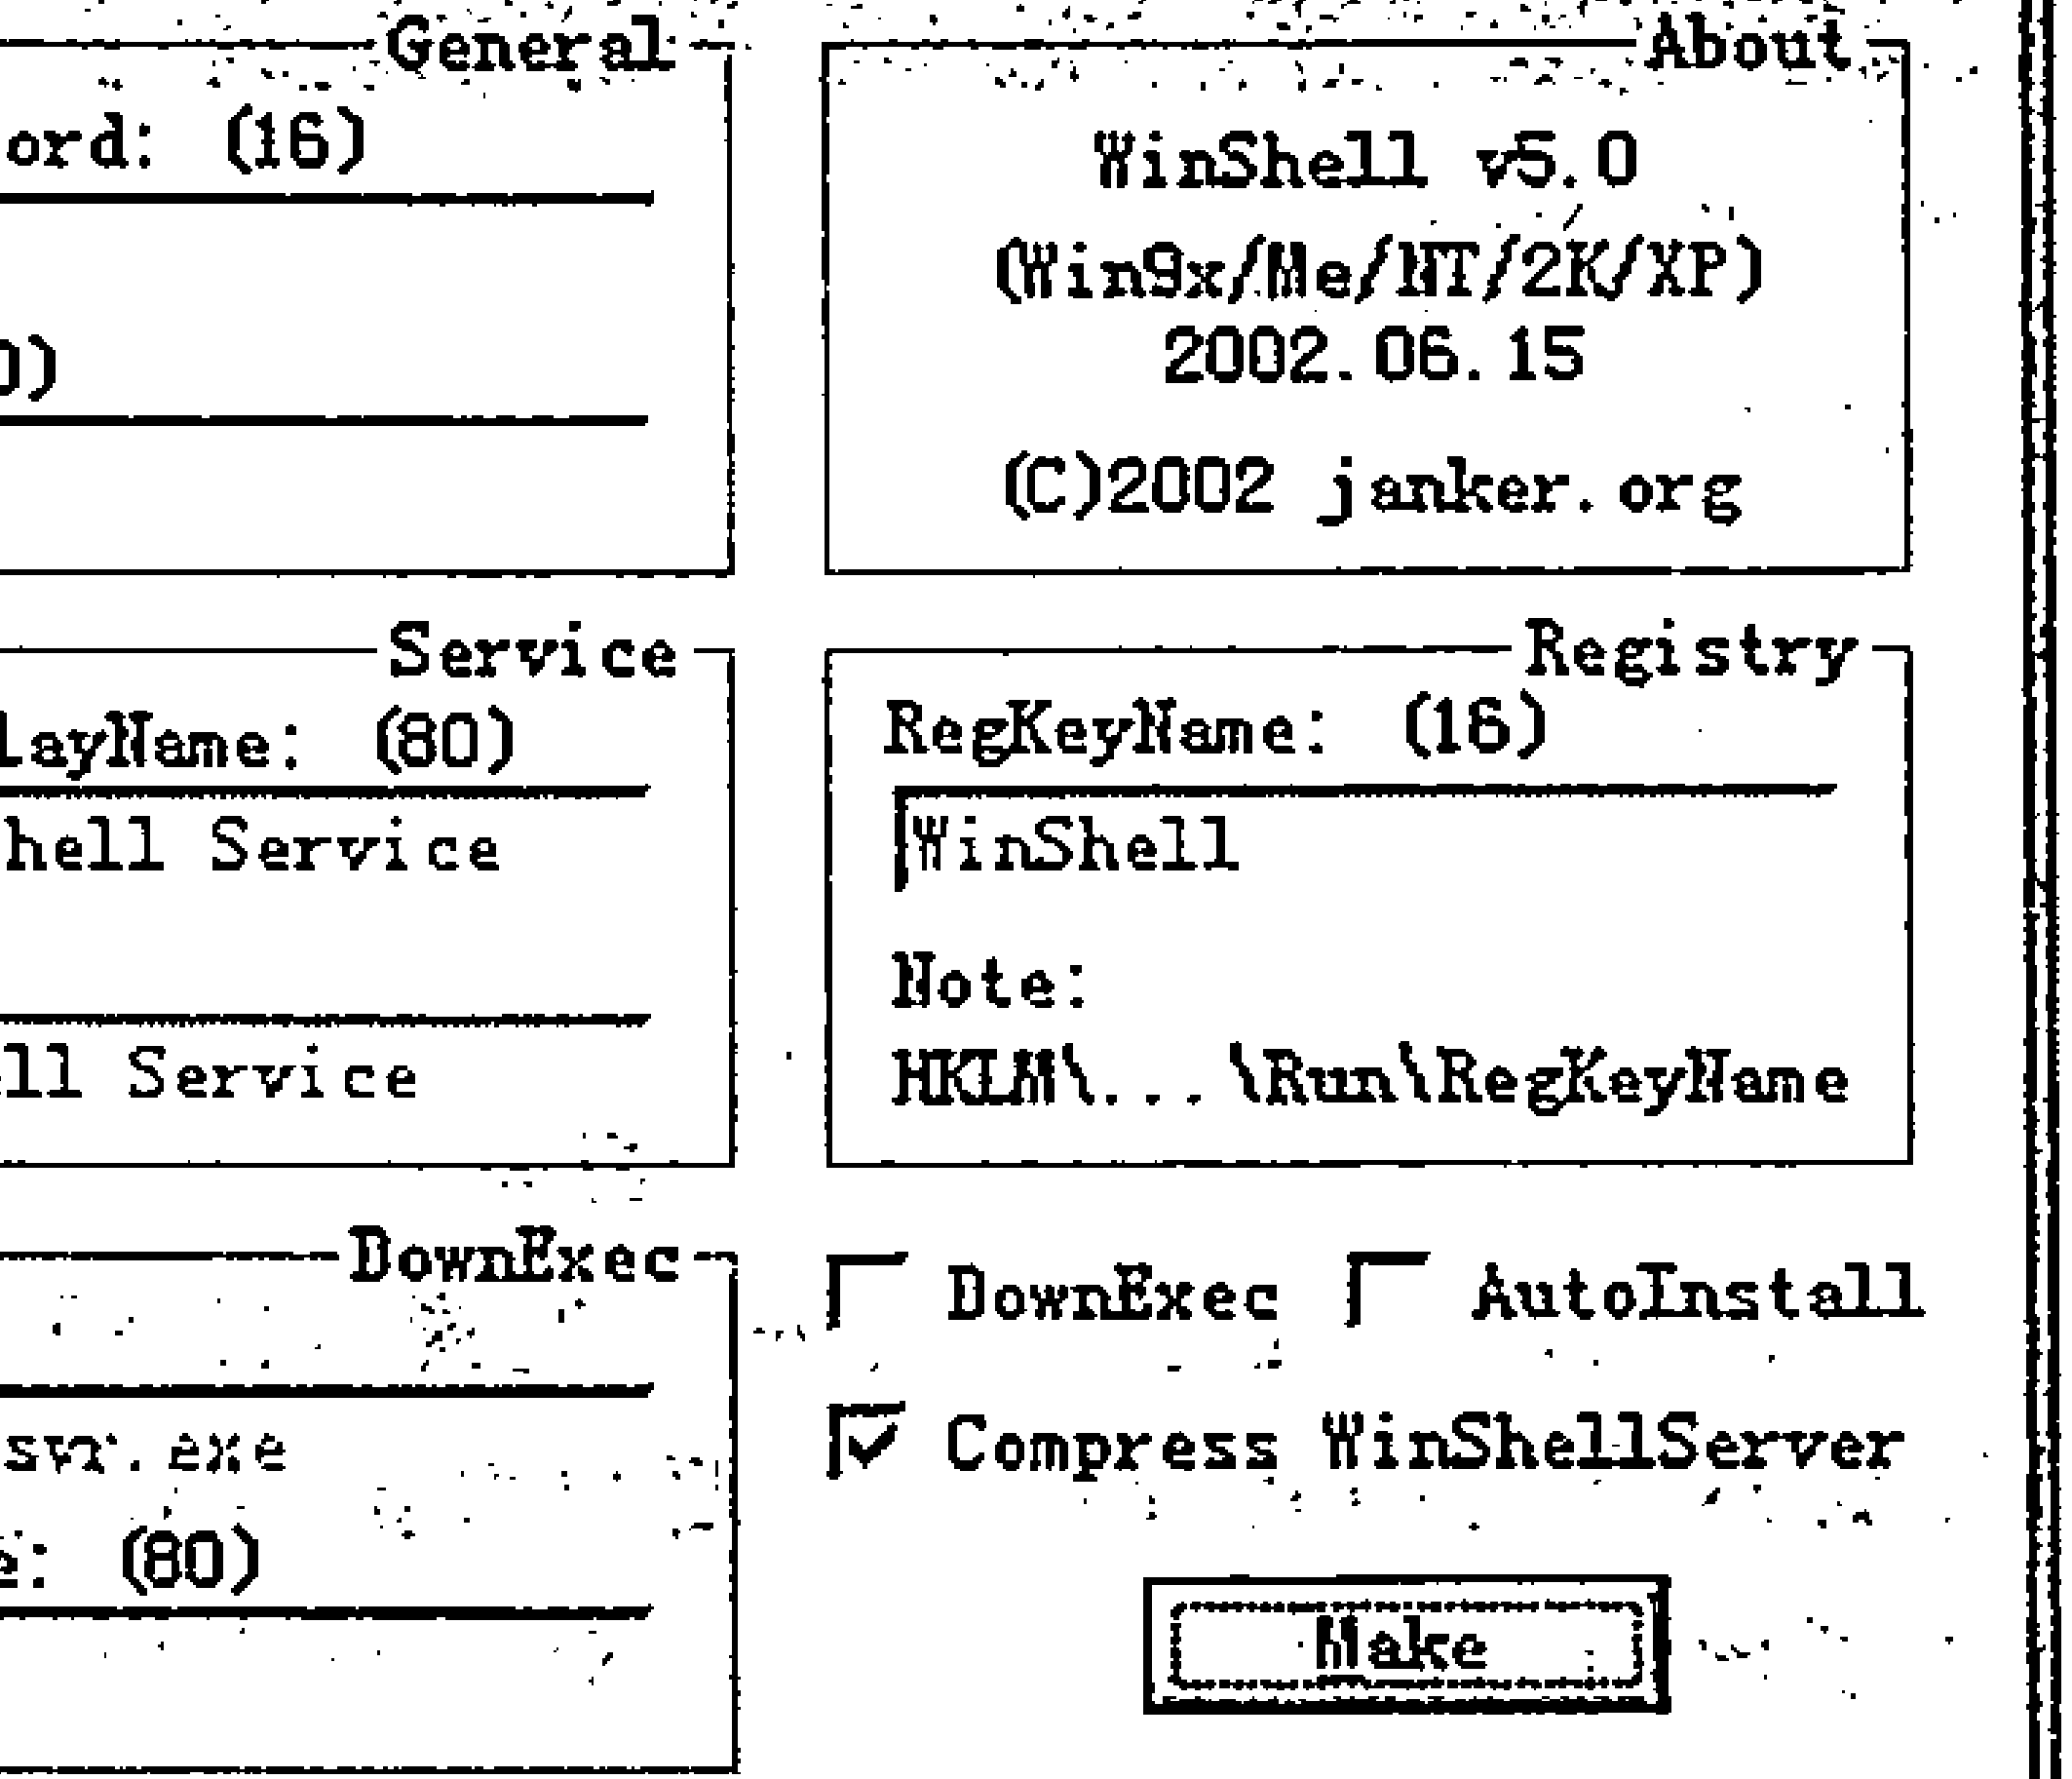 General
ord: (16)
0)
About
WinShell v5.0
(Win9x/Me/NT/2K/XP)
2002.06.15
(C)2002 janker.org
Service
layName: (80)
hell Service
ll Service
Registry
RegKeyName: (16)
WinShell
Note:
HKLM\...\Run\RegKeyName
DownExec
svr.exe
e: (80)
DownExec AutoInstall
Compress WinShellServer
Make